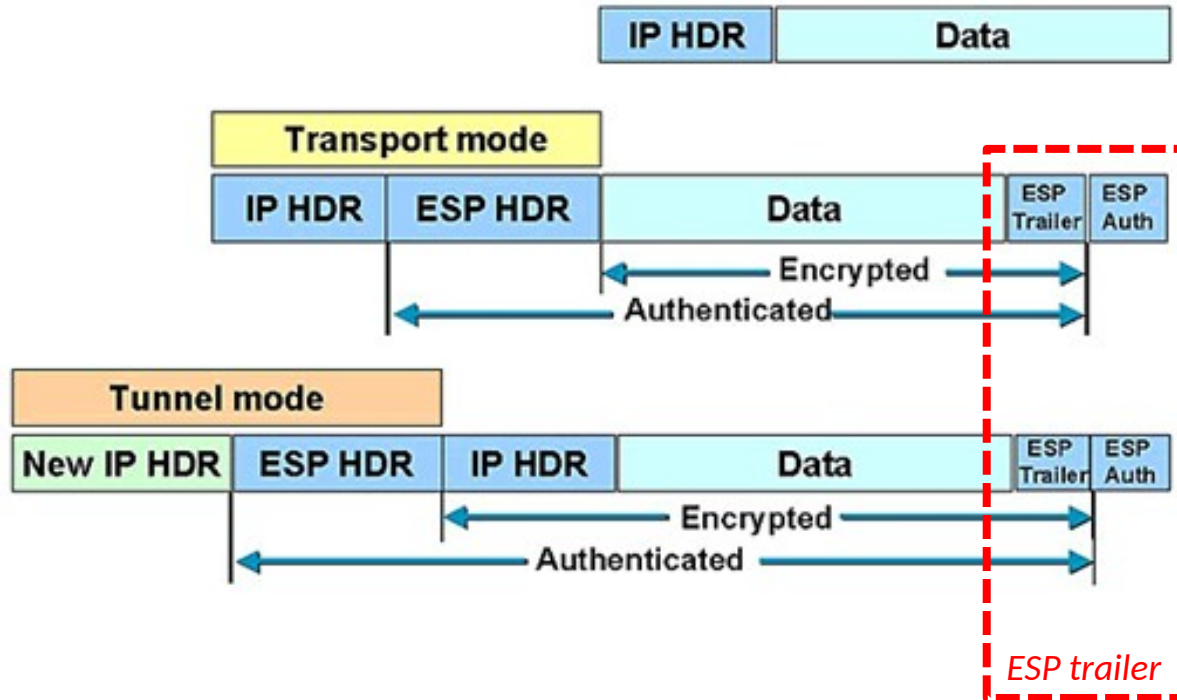 IP HDR Data
Transport mode
IP HDR ESP HDR Data ESP Trailer ESP Auth
Encrypted
Authenticated
Tunnel mode
New IP HDR ESP HDR IP HDR Data ESP Trailer ESP Auth
Encrypted
Authenticated
ESP trailer